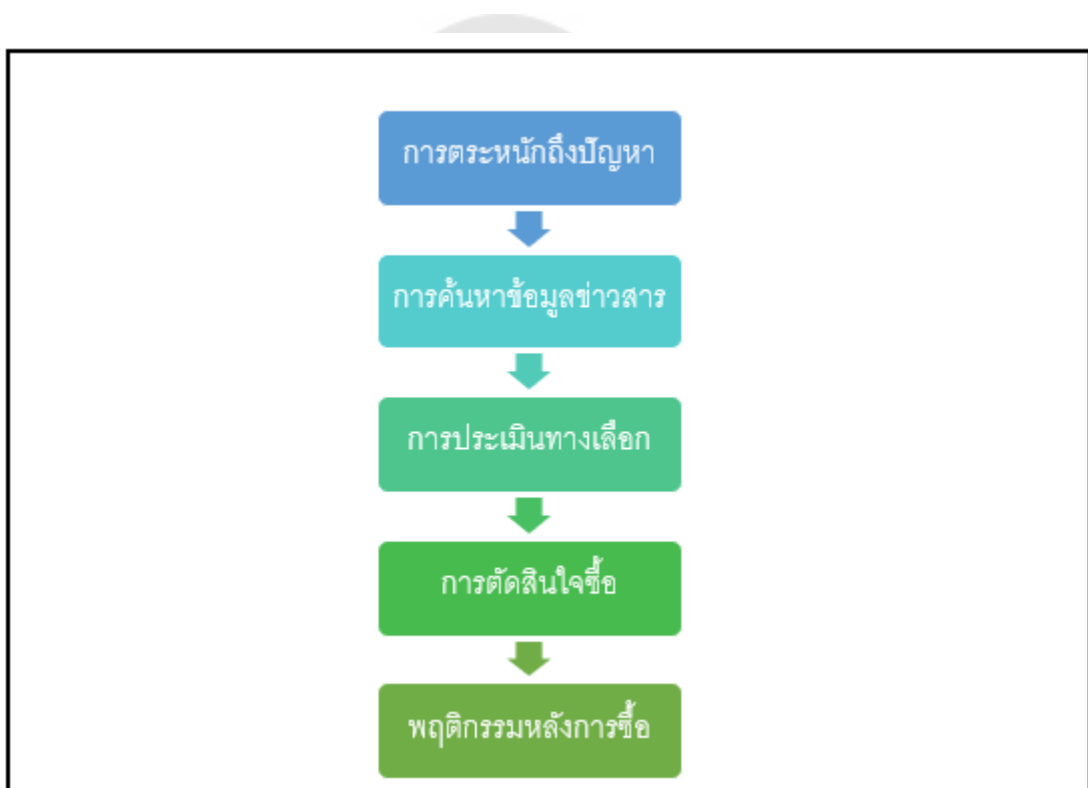 การตระหนักถึงปัญหา
การค้นหาข้อมูลข่าวสาร
การประเมินทางเลือก
การตัดสินใจซื้อ
พฤติกรรมหลังการซื้อ